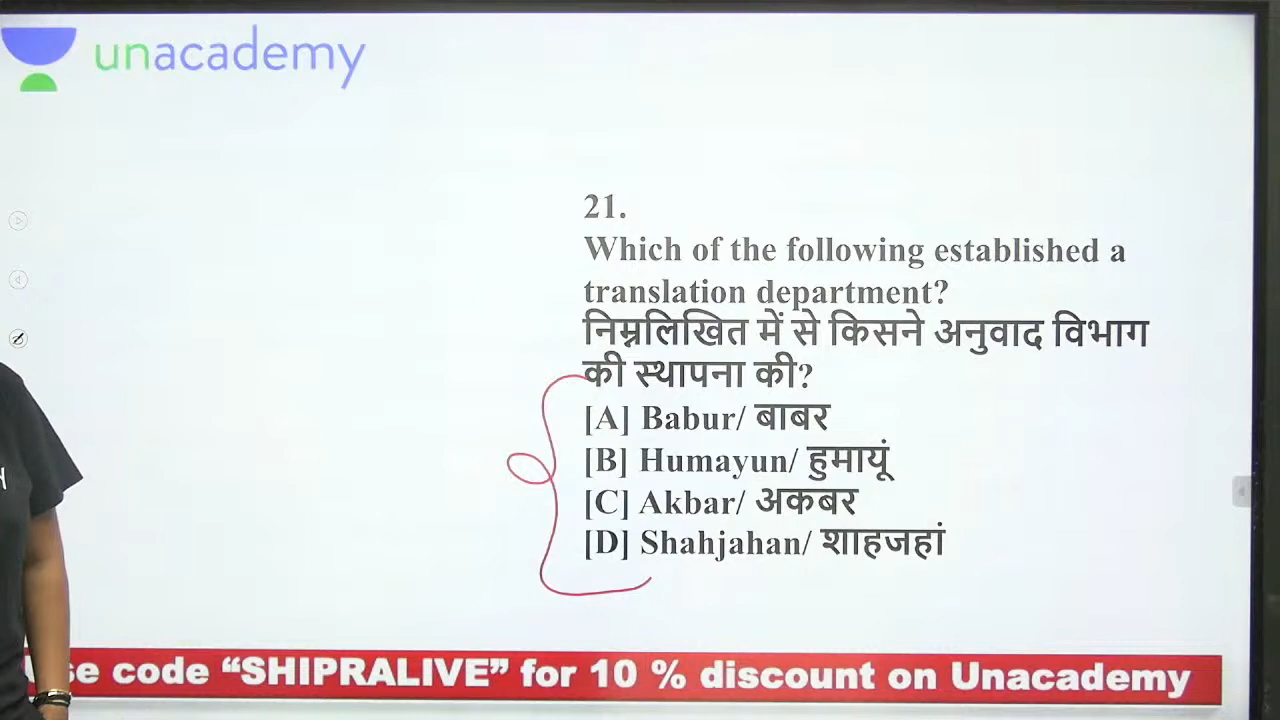 unacademy
21.
Which of the following established a
translation department?
निम्नलिखित में से किसने अनुवाद विभाग
की स्थापना की?
[A] Babur/ बाबर
[B] Humayun/ हुमायूं
[C] Akbar/ अकबर
[D] Shahjahan/ शाहजहां
code “SHIPRALIVE” for 10 % discount on Unacademy